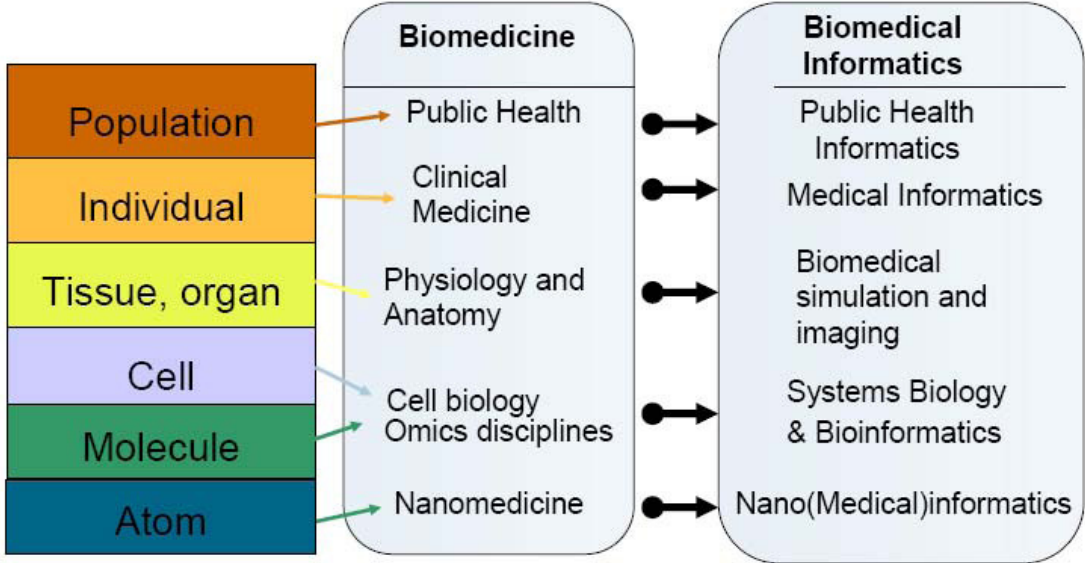 Population
Individual
Tissue, organ
Cell
Molecule
Atom
Biomedicine
Public Health
Clinical
Medicine
Physiology and
Anatomy
Cell biology
Omics disciplines
Nanomedicine
Biomedical
Informatics
Public Health
Informatics
Medical Informatics
Biomedical
simulation and
imaging
Systems Biology
& Bioinformatics
Nano(Medical)informatics